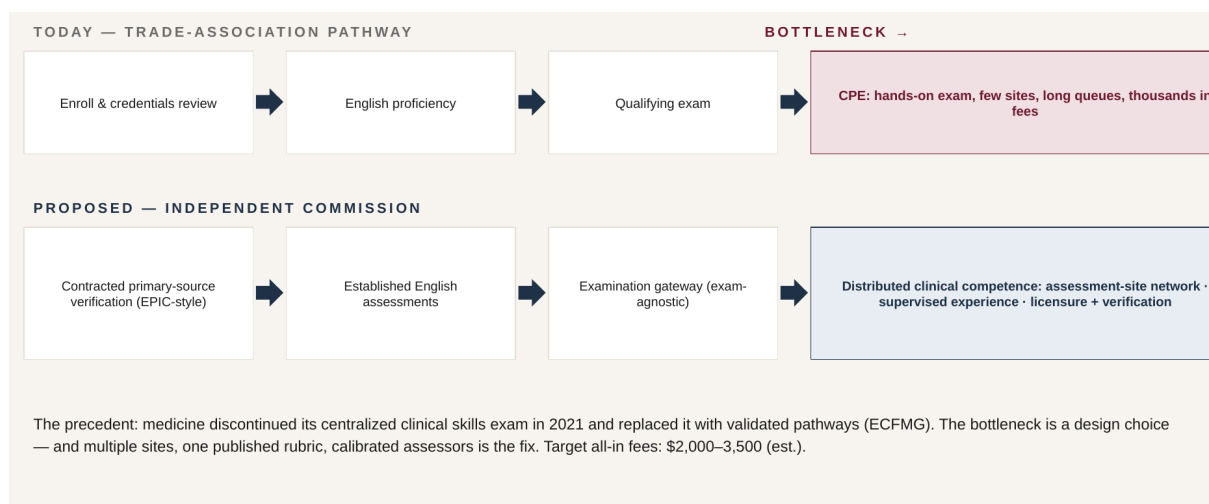 TODAY — TRADE-ASSOCIATION PATHWAY
BOTTLENECK →
Enroll & credentials review
English proficiency
Qualifying exam
CPE: hands-on exam, few sites, long queues, thousands in
fees
PROPOSED — INDEPENDENT COMMISSION
Contracted primary-source
verification (EPIC-style)
Established English
assessments
Examination gateway (exam-
agnostic)
Distributed clinical competence: assessment-site network ·
supervised experience · licensure + verification
The precedent: medicine discontinued its centralized clinical skills exam in 2021 and replaced it with validated pathways (ECFMG). The bottleneck is a design choice
— and multiple sites, one published rubric, calibrated assessors is the fix. Target all-in fees: $2,000–3,500 (est.).